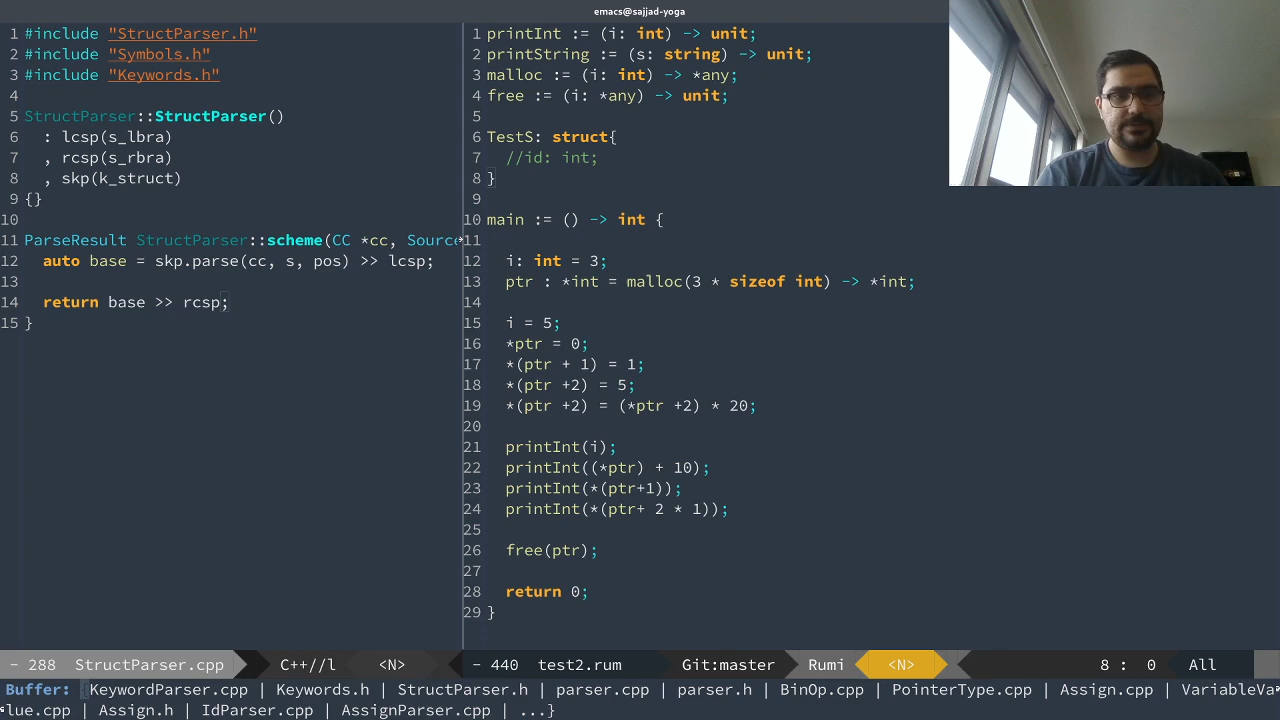 emacs@sajjad-yoga
1 #include "StructParser.h"
2 #include "Symbols.h"
3 #include "Keywords.h"
4
5 StructParser::StructParser()
6   : lcsp(s_lbra)
7   , rcsp(s_rbra)
8   , skp(k_struct)
9 {}
10
11 ParseResult StructParser::scheme(CC *cc, Source
12   auto base = skp.parse(cc, s, pos) >> lcsp;
13
14   return base >> rcsp;
15 }
1 printInt := (i: int) -> unit;
2 printString := (s: string) -> unit;
3 malloc := (i: int) -> *any;
4 free := (i: *any) -> unit;
5
6 TestS: struct{
7   //id: int;
8 }
9
10 main := () -> int {
11
12   i: int = 3;
13   ptr : *int = malloc(3 * sizeof int) -> *int;
14
15   i = 5;
16   *ptr = 0;
17   *(ptr + 1) = 1;
18   *(ptr +2) = 5;
19   *(ptr +2) = (*ptr +2) * 20;
20
21   printInt(i);
22   printInt((*ptr) + 10);
23   printInt(*(ptr+1));
24   printInt(*(ptr+ 2 * 1));
25
26   free(ptr);
27
28   return 0;
29 }
- 288 StructParser.cpp C++//l <N> - 440 test2.rum Git:master Rumi <N> 8 : 0 All
Buffer: {KeywordParser.cpp | Keywords.h | StructParser.h | parser.cpp | parser.h | BinOp.cpp | PointerType.cpp | Assign.cpp | VariableVa
lue.cpp | Assign.h | IdParser.cpp | AssignParser.cpp | ...}